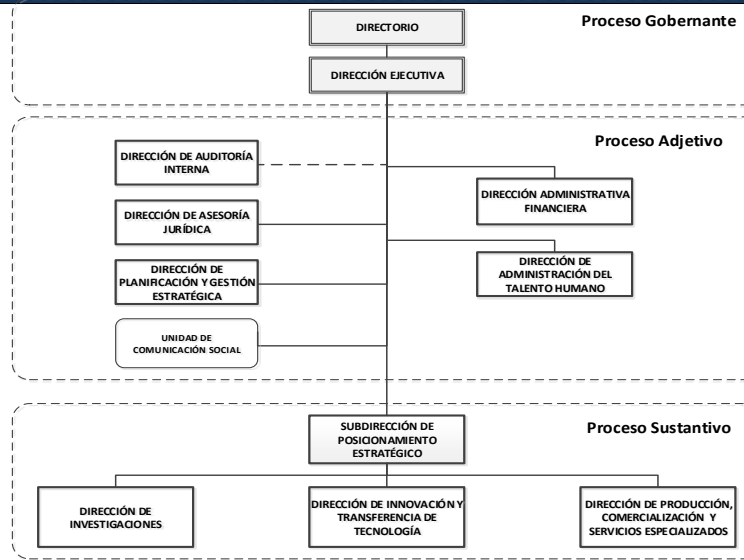 Proceso Gobernante
DIRECTORIO
DIRECCIÓN EJECUTIVA
Proceso Adjetivo
DIRECCIÓN DE AUDITORÍA
INTERNA
DIRECCIÓN ADMINISTRATIVA
FINANCIERA
DIRECCIÓN DE ASESORÍA
JURÍDICA
DIRECCIÓN DE
ADMINISTRACIÓN DEL
TALENTO HUMANO
DIRECCIÓN DE
PLANIFICACIÓN Y GESTIÓN
ESTRATÉGICA
UNIDAD DE
COMUNICACIÓN SOCIAL
Proceso Sustantivo
SUBDIRECCIÓN DE
POSICIONAMIENTO
ESTRATÉGICO
DIRECCIÓN DE
INVESTIGACIONES
DIRECCIÓN DE INNOVACIÓN Y
TRANSFERENCIA DE
TECNOLOGÍA
DIRECCIÓN DE PRODUCCIÓN,
COMERCIALIZACIÓN Y
SERVICIOS ESPECIALIZADOS